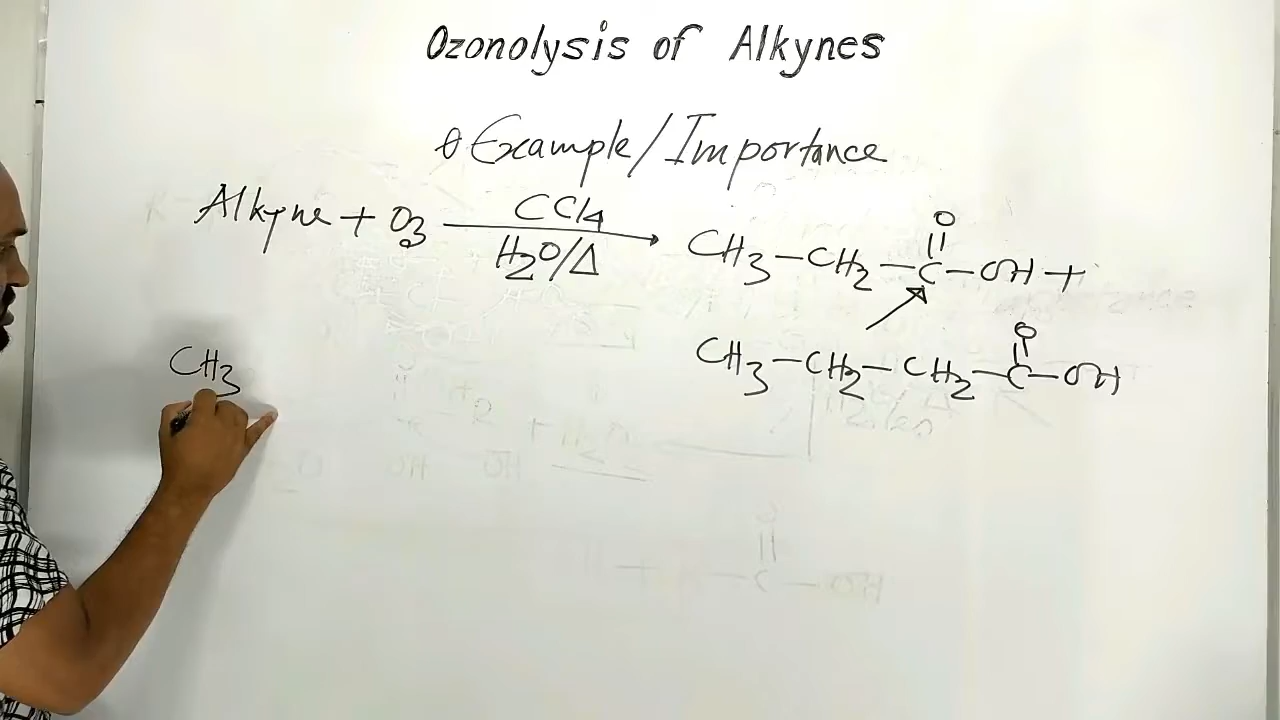 Ozonolysis of Alkynes
Example/Importance
Alkyne + O3 CCl4 H2O/Δ CH3-CH2-C-OH +
O
CH3-CH2-CH2-C-OH
O
CH3